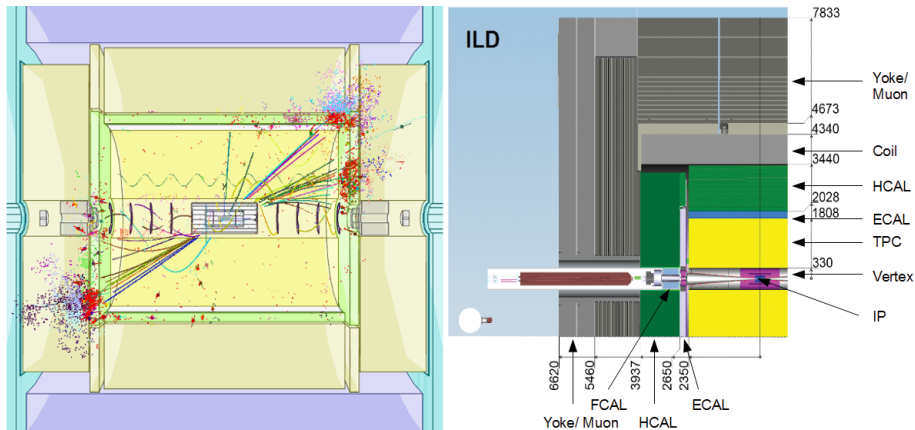 ILD
7833
Yoke/
Muon
4673
4340
Coil
3440
HCAL
2028
1808
ECAL
TPC
330
Vertex
IP
6620
5460
3937
2650
2350
FCAL
ECAL
Yoke/ Muon
HCAL